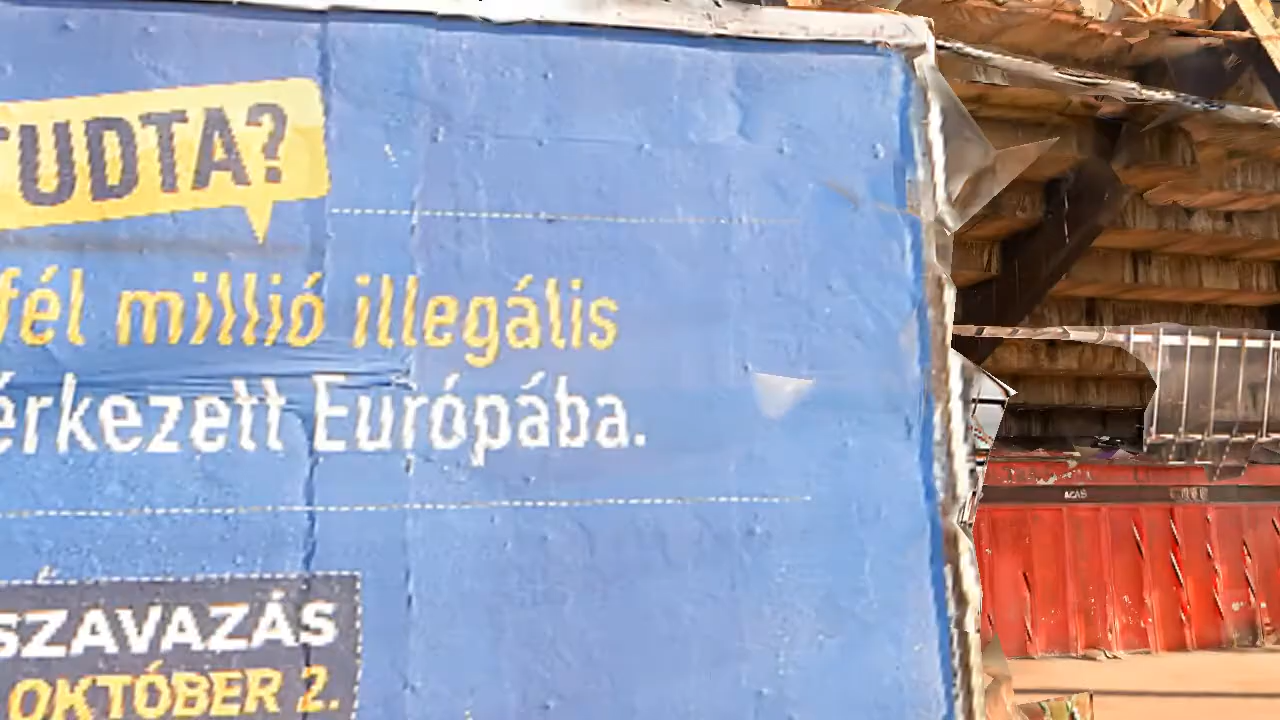 TUDTA?
fél millió illegális
érkezett Európába.
SZAVAZÁS
OKTÓBER 2.